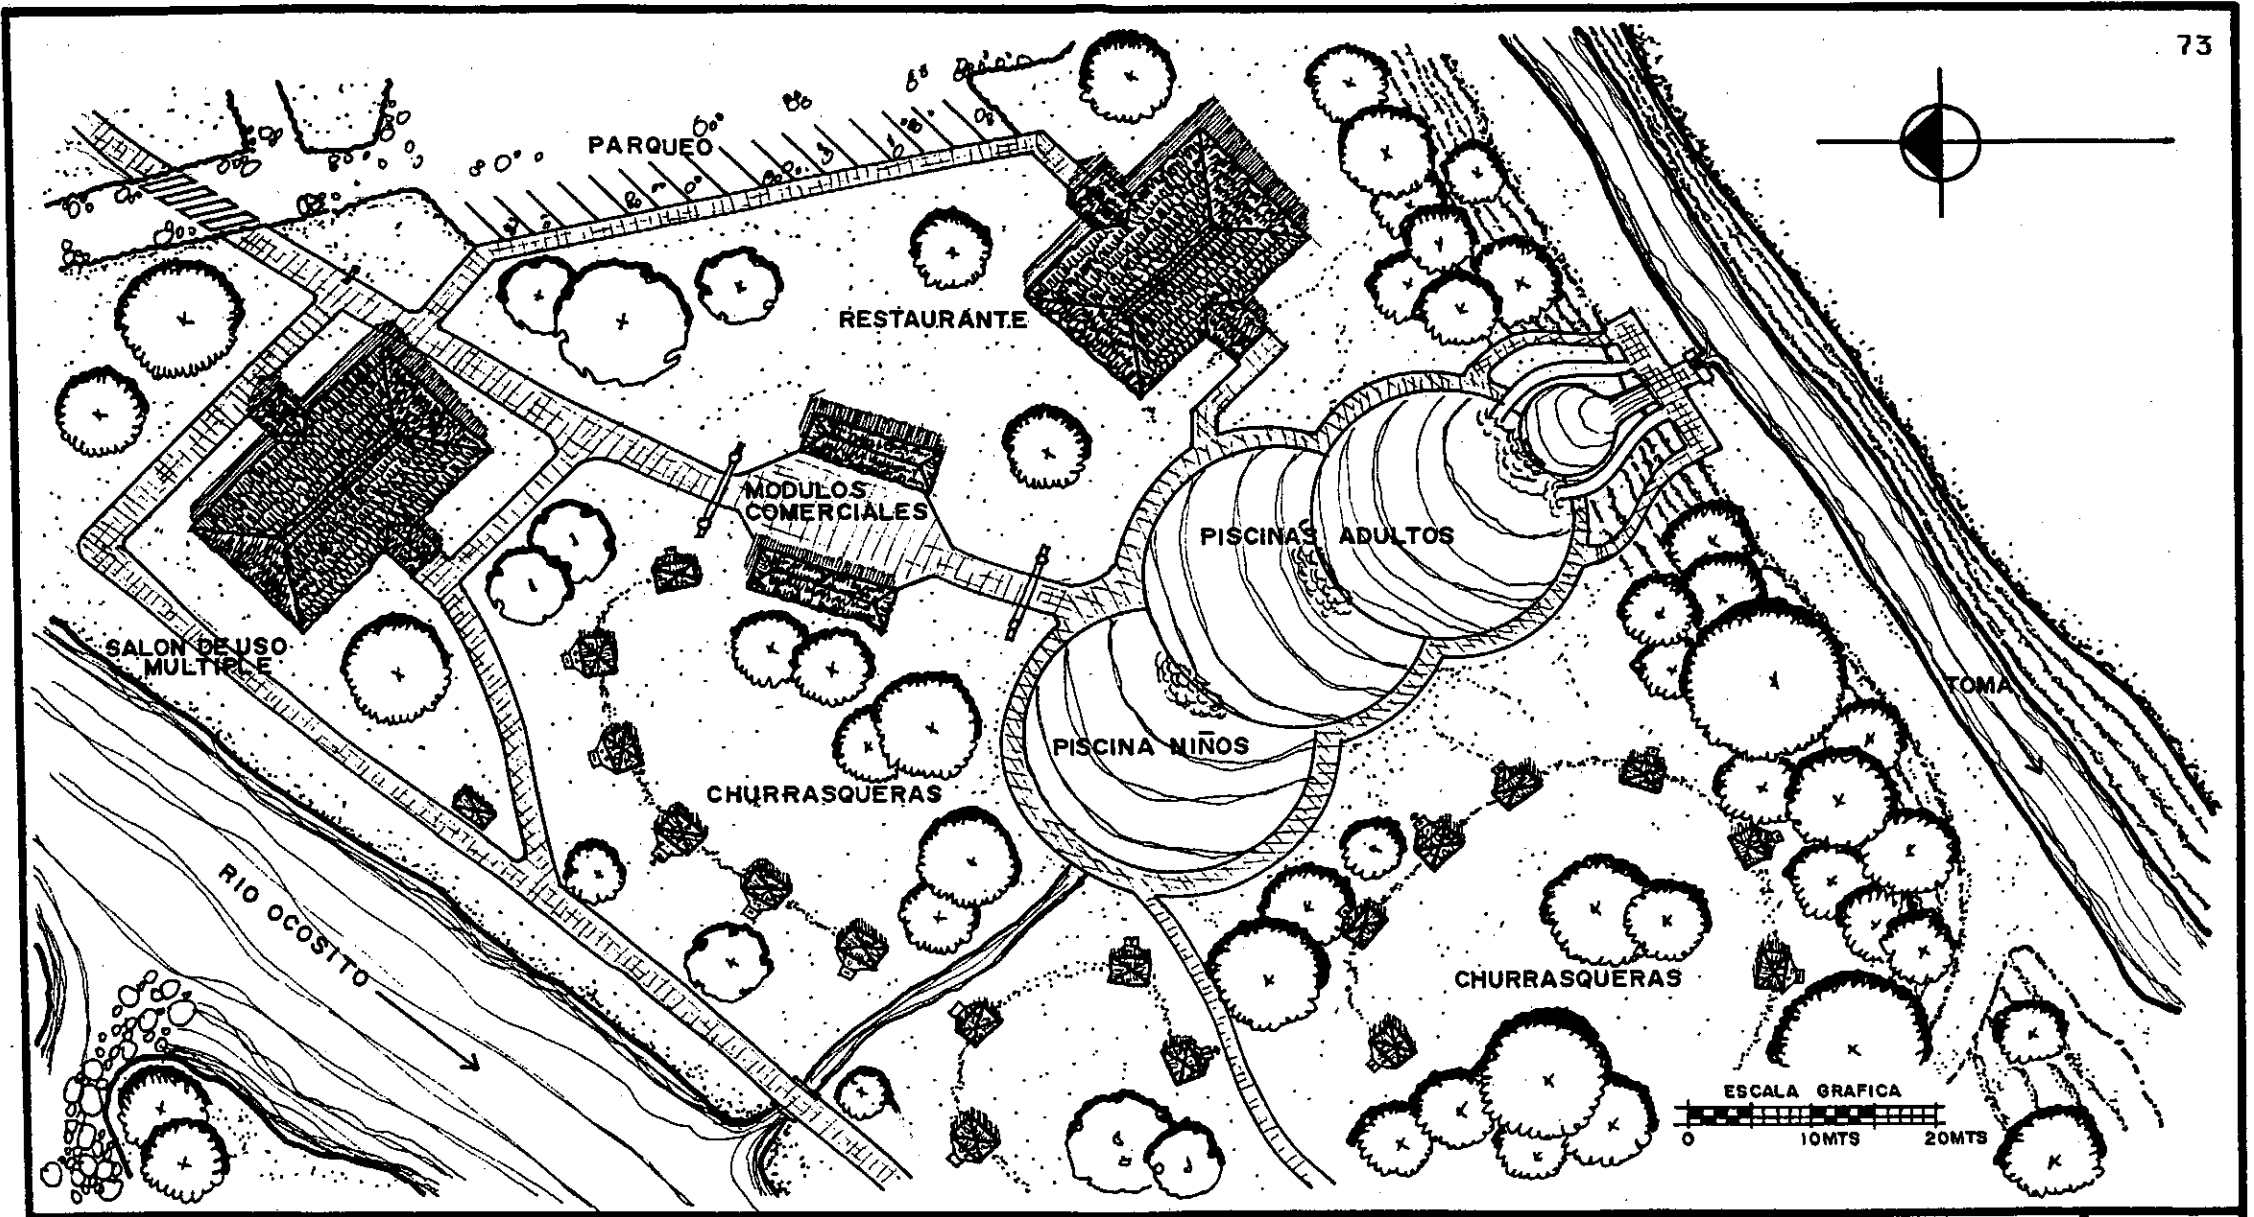 73
PARQUEO
RESTAURANTE
MODULOS
COMERCIALES
PISCINAS ADULTOS
SALON DE USO
MULTIPLE
TOMA
PISCINA NIÑOS
CHURRASQUERAS
RIO OCOSITO
CHURRASQUERAS
ESCALA GRAFICA
0 10MTS 20MTS